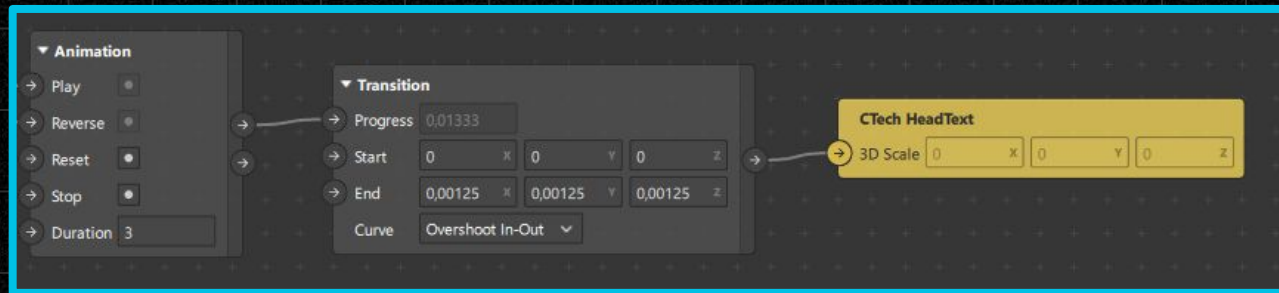 Animation
Play
Reverse
Reset
Stop
Duration 3
Transition
Progress 0,01333
Start 0 X 0 Y 0 Z
End 0,00125 X 0,00125 Y 0,00125 Z
Curve Overshoot In-Out
CTech HeadText
3D Scale 0 X 0 Y 0 Z